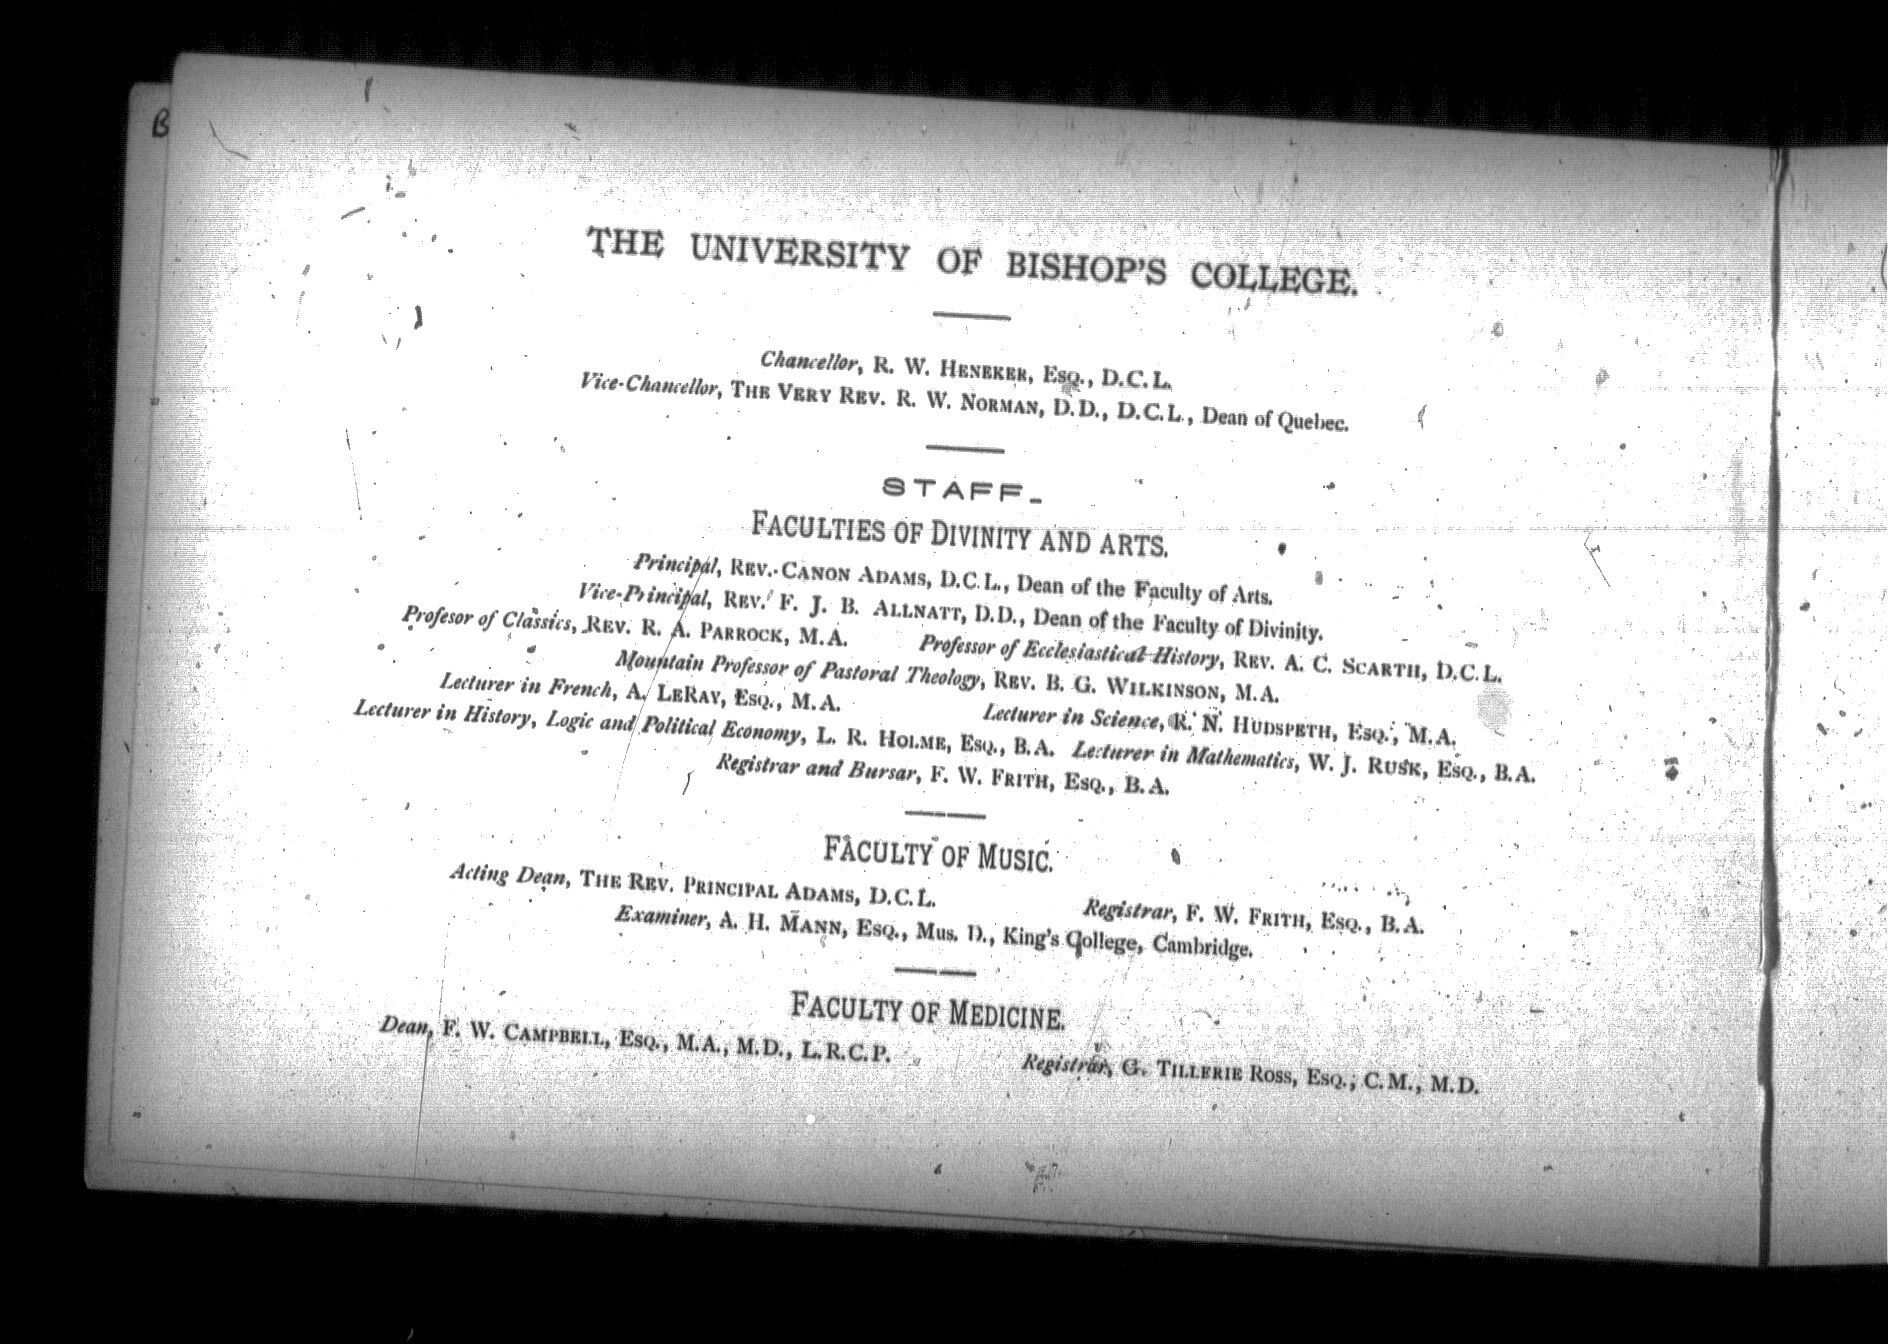 B
THE UNIVERSITY OF BISHOP'S COLLEGE.
Chancellor, R. W. HENEKER, ESQ., D.C.L.
Vice-Chancellor, THE VERY REV. R. W. NORMAN, D.D., D.C.L., Dean of Quebec.
STAFF.
FACULTIES OF DIVINITY AND ARTS.
Principal, REV. CANON ADAMS, D.C.L., Dean of the Faculty of Arts.
Vice-Principal, REV. F. J. B. ALLNATT, D.D., Dean of the Faculty of Divinity.
Profesor of Classics, REV. R. A. PARROCK, M.A. Professor of Ecclesiastical History, REV. A. C. SCARTH, D.C.L.
Mountain Professor of Pastoral Theology, REV. B. G. WILKINSON, M.A.
Lecturer in French, A. LERAY, ESQ., M.A. Lecturer in Science, R. N. HUDSPETH, ESQ., M.A.
Lecturer in History, Logic and Political Economy, L. R. HOLME, ESQ., B.A. Lecturer in Mathematics, W. J. RUSK, ESQ., B.A.
Registrar and Bursar, F. W. FRITH, ESQ., B.A.
FACULTY OF MUSIC.
Acting Dean, THE REV. PRINCIPAL ADAMS, D.C.L. Registrar, F. W. FRITH, ESQ., B.A.
Examiner, A. H. MANN, ESQ., Mus. D., King's College, Cambridge.
FACULTY OF MEDICINE.
Dean, F. W. CAMPBELL, ESQ., M.A., M.D., L.R.C.P. Registrar, G. TILLERIE ROSS, ESQ., C.M., M.D.